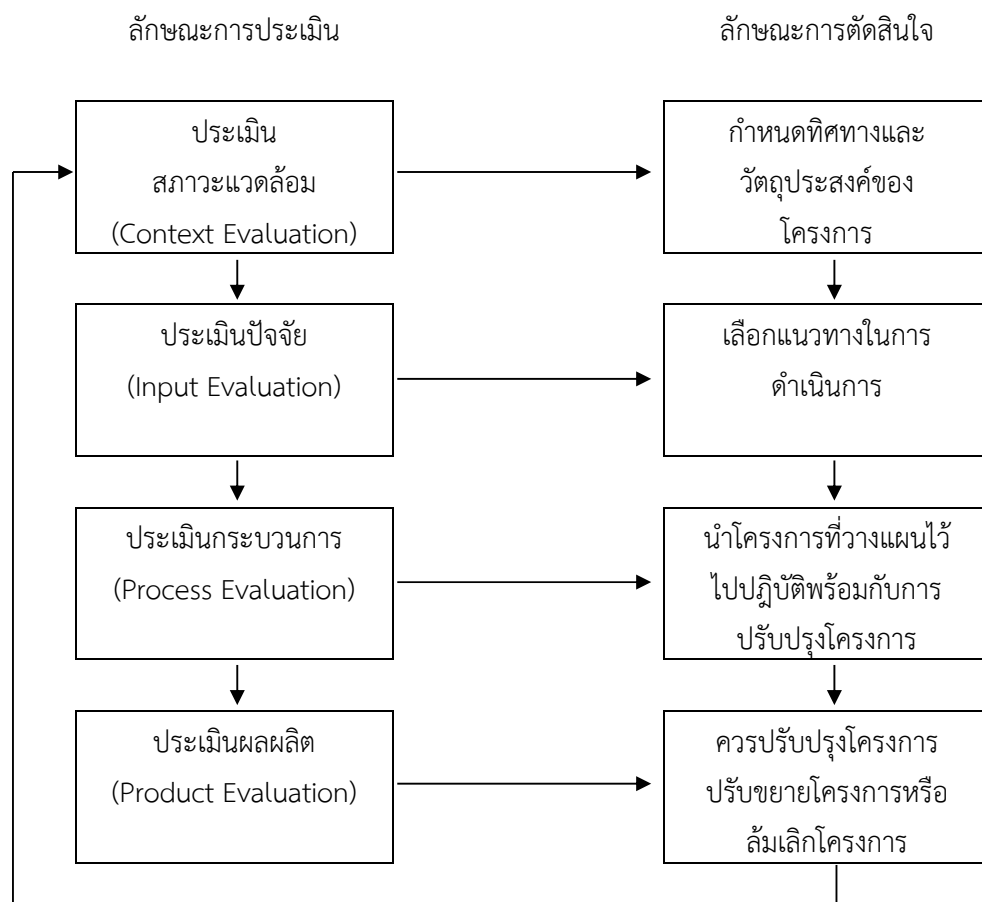 ลักษณะการประเมิน
ลักษณะการตัดสินใจ
ประเมิน
สภาวะแวดล้อม
(Context Evaluation)
กำหนดทิศทางและ
วัตถุประสงค์ของ
โครงการ
ประเมินปัจจัย
(Input Evaluation)
เลือกแนวทางในการ
ดำเนินการ
ประเมินกระบวนการ
(Process Evaluation)
นำโครงการที่วางแผนไว้
ไปปฎิบัติพร้อมกับการ
ปรับปรุงโครงการ
ประเมินผลผลิต
(Product Evaluation)
ควรปรับปรุงโครงการ
ปรับขยายโครงการหรือ
ล้มเลิกโครงการ